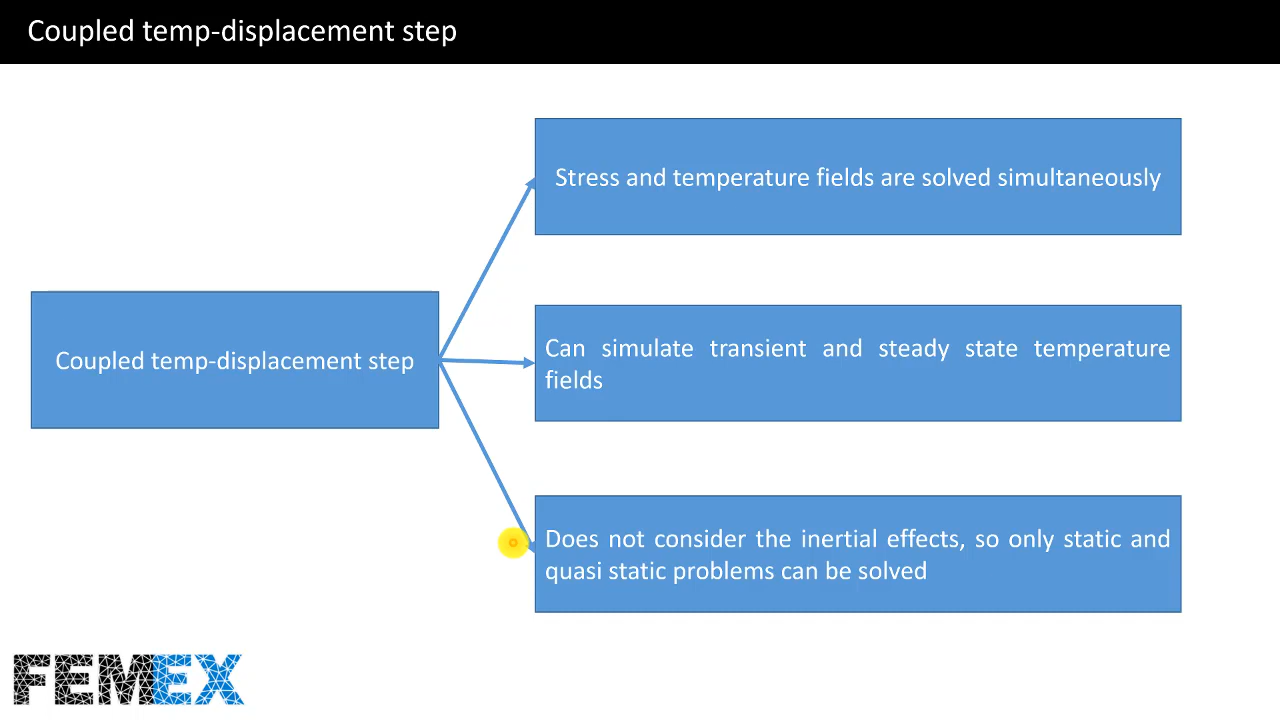 Coupled temp-displacement step
Stress and temperature fields are solved simultaneously
Coupled temp-displacement step
Can simulate transient and steady state temperature
fields
Does not consider the inertial effects, so only static and
quasi static problems can be solved
FEMEX